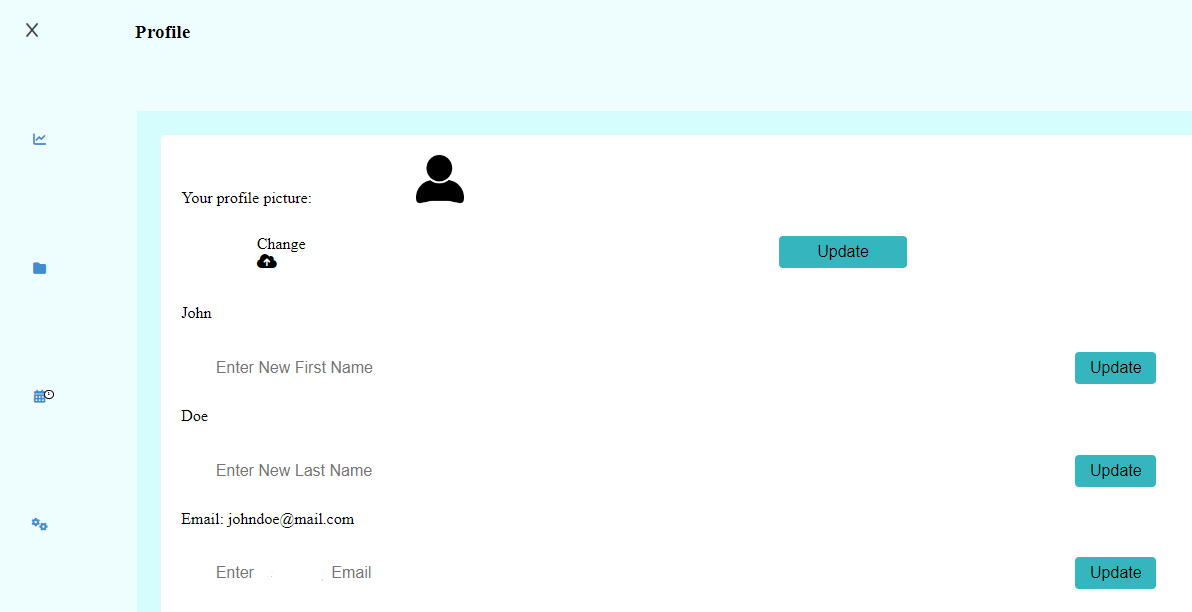 X Profile
Your profile picture:
Change
Update
John
Enter New First Name Update
Doe
Enter New Last Name Update
Email: johndoe@mail.com
Enter Email Update